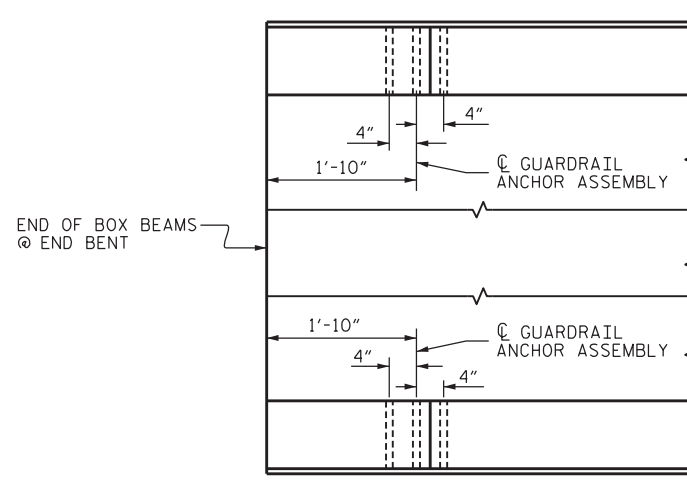 4"
4"
1'-10"
℄ GUARDRAIL
ANCHOR ASSEMBLY
END OF BOX BEAMS
@ END BENT
1'-10"
℄ GUARDRAIL
ANCHOR ASSEMBLY
4"
4"